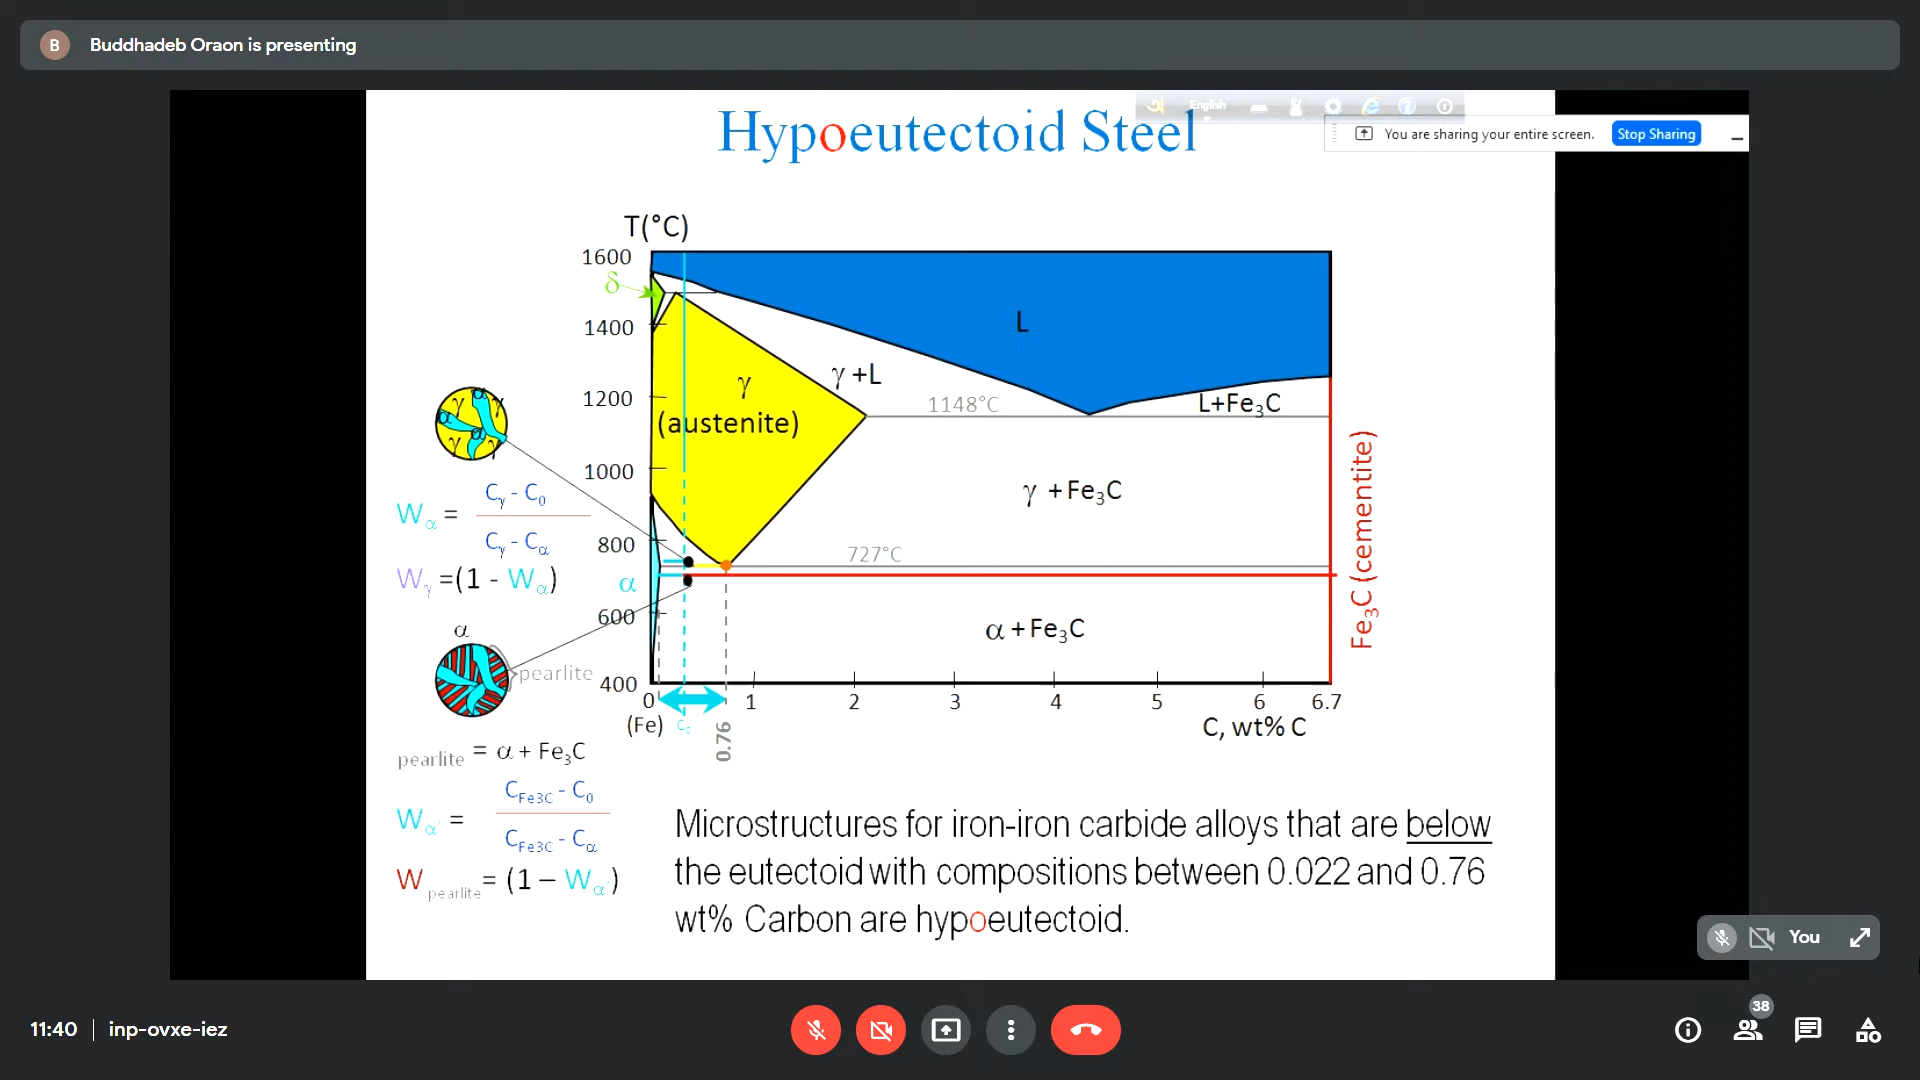 B Buddhadeb Oraon is presenting
English
You are sharing your entire screen. Stop Sharing
Hypoeutectoid Steel
T(°C)
1600
δ
1400
L
γ +L
γ
1200
1148°C
L+Fe₃C
(austenite)
1000
γ +Fe₃C
Fe₃C (cementite)
α γ γ
α α
γ γ γ
Wα = Cγ - C₀
Cγ - Cα
800
727°C
Wγ =(1 - Wα)
α
600
α + Fe₃C
α
pearlite
400
0 1 2 3 4 5 6 6.7
(Fe) C₀
0.76
C, wt% C
pearlite = α + Fe₃C
Wα' = CFe3C - C₀
CFe3C - Cα
W pearlite = (1 – Wα')
Microstructures for iron-iron carbide alloys that are below
the eutectoid with compositions between 0.022 and 0.76
wt% Carbon are hypoeutectoid.
You
11:40 | inp-ovxe-iez
38